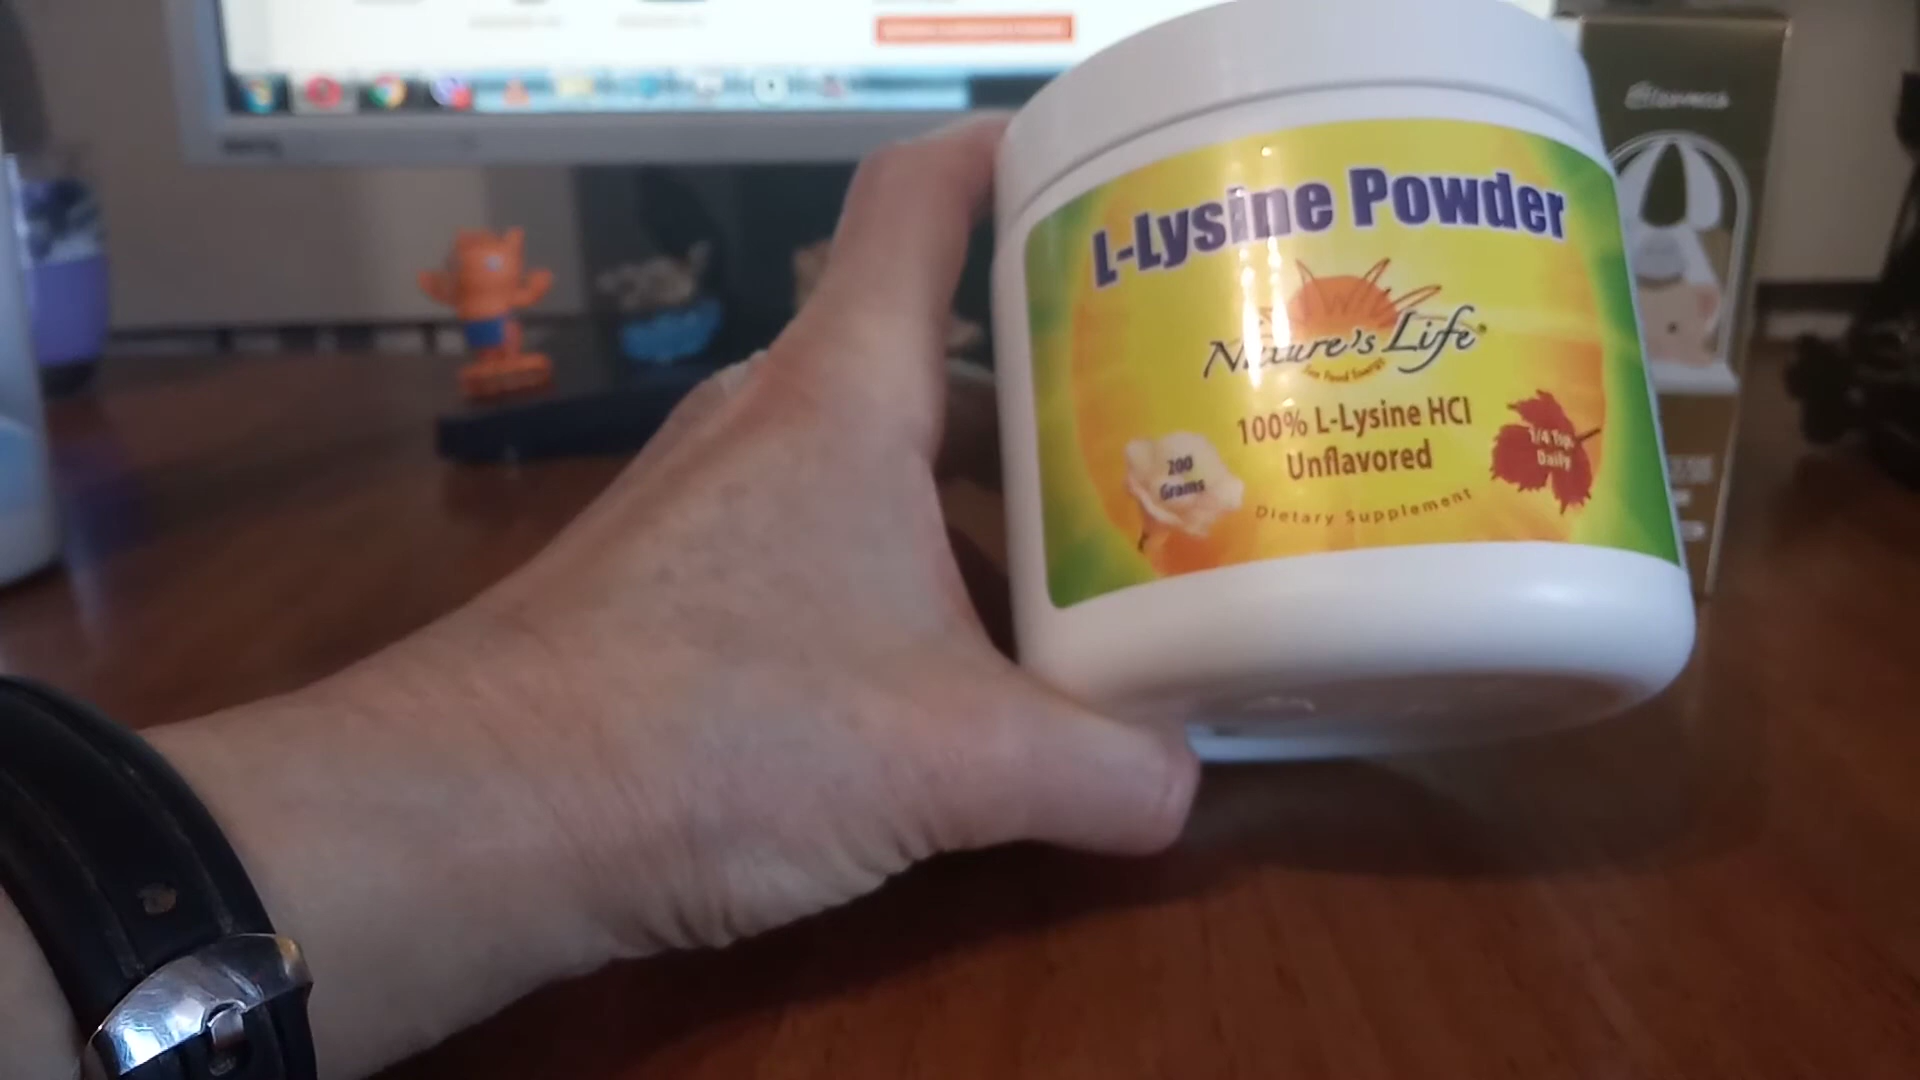 L-Lysine Powder
Nature's Life®
100% L-Lysine HCl
Unflavored
200
Grams
1/4 Tsp.
Daily
Dietary Supplement